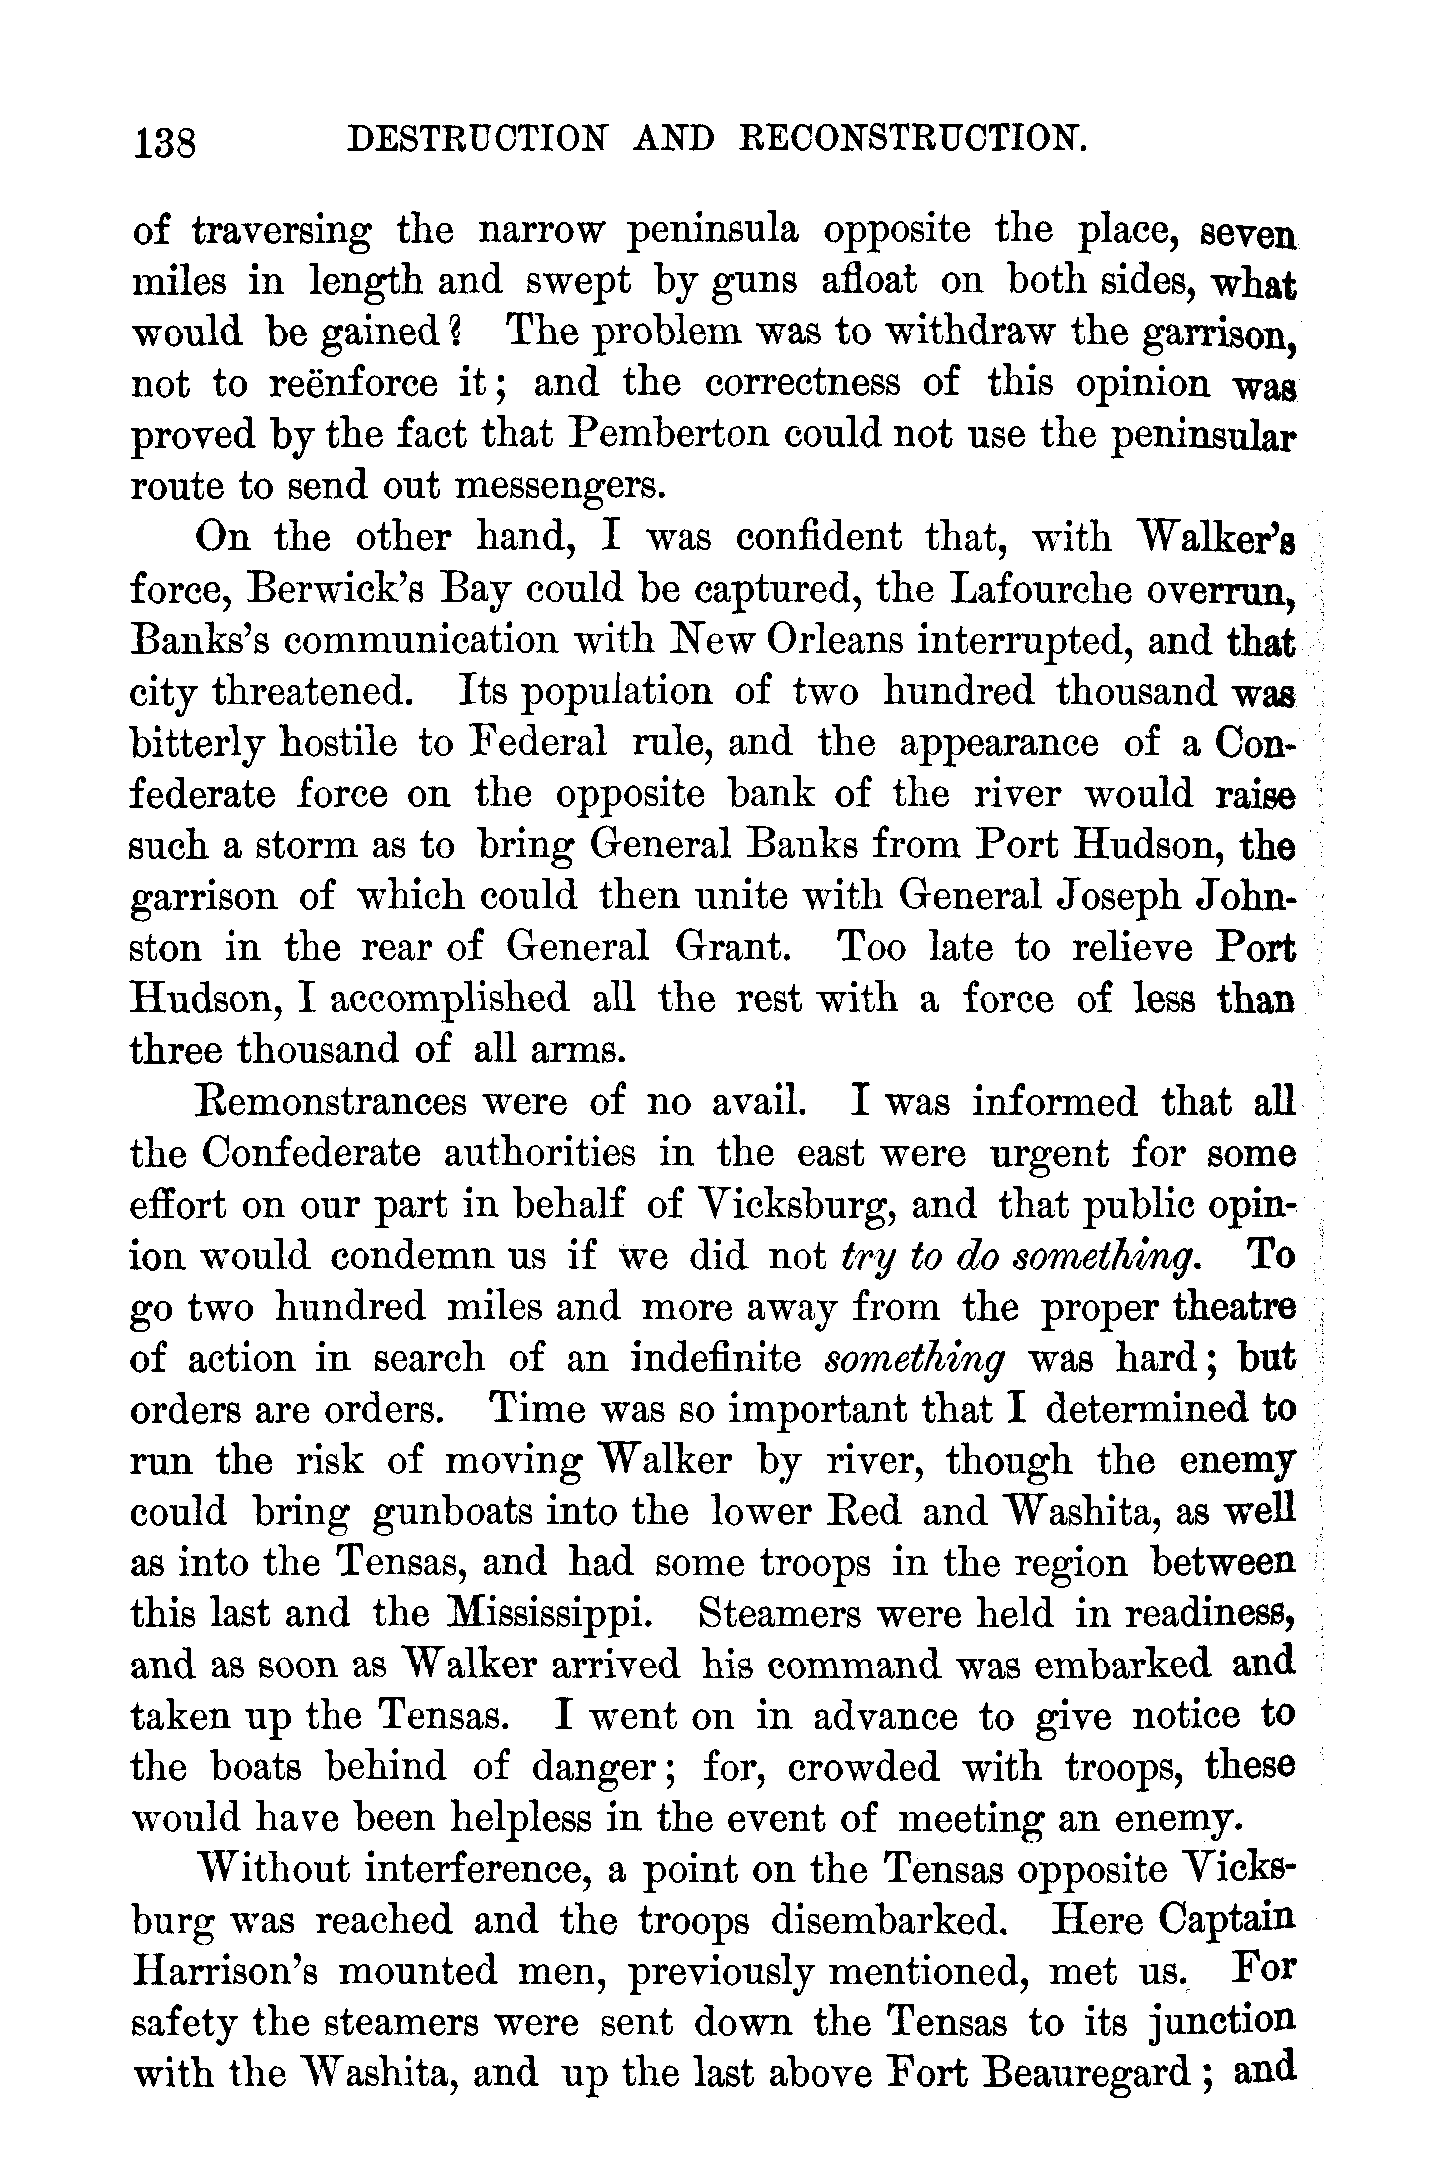 138 DESTRUCTION AND RECONSTRUCTION.
of traversing the narrow peninsula opposite the place, seven
miles in length and swept by guns afloat on both sides, what
would be gained? The problem was to withdraw the garrison,
not to reënforce it; and the correctness of this opinion was
proved by the fact that Pemberton could not use the peninsular
route to send out messengers.
On the other hand, I was confident that, with Walker's
force, Berwick's Bay could be captured, the Lafourche overrun,
Banks's communication with New Orleans interrupted, and that
city threatened. Its population of two hundred thousand was
bitterly hostile to Federal rule, and the appearance of a Con-
federate force on the opposite bank of the river would raise
such a storm as to bring General Banks from Port Hudson, the
garrison of which could then unite with General Joseph John-
ston in the rear of General Grant. Too late to relieve Port
Hudson, I accomplished all the rest with a force of less than
three thousand of all arms.
Remonstrances were of no avail. I was informed that all
the Confederate authorities in the east were urgent for some
effort on our part in behalf of Vicksburg, and that public opin-
ion would condemn us if we did not try to do something. To
go two hundred miles and more away from the proper theatre
of action in search of an indefinite something was hard; but
orders are orders. Time was so important that I determined to
run the risk of moving Walker by river, though the enemy
could bring gunboats into the lower Red and Washita, as well
as into the Tensas, and had some troops in the region between
this last and the Mississippi. Steamers were held in readiness,
and as soon as Walker arrived his command was embarked and
taken up the Tensas. I went on in advance to give notice to
the boats behind of danger; for, crowded with troops, these
would have been helpless in the event of meeting an enemy.
Without interference, a point on the Tensas opposite Vicks-
burg was reached and the troops disembarked. Here Captain
Harrison's mounted men, previously mentioned, met us. For
safety the steamers were sent down the Tensas to its junction
with the Washita, and up the last above Fort Beauregard; and